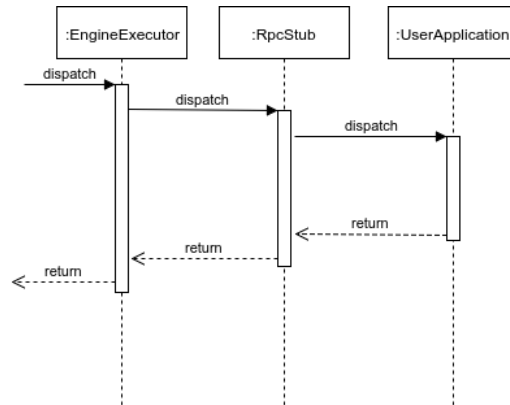 :EngineExecutor
:RpcStub
:UserApplication
dispatch
dispatch
dispatch
return
return
return